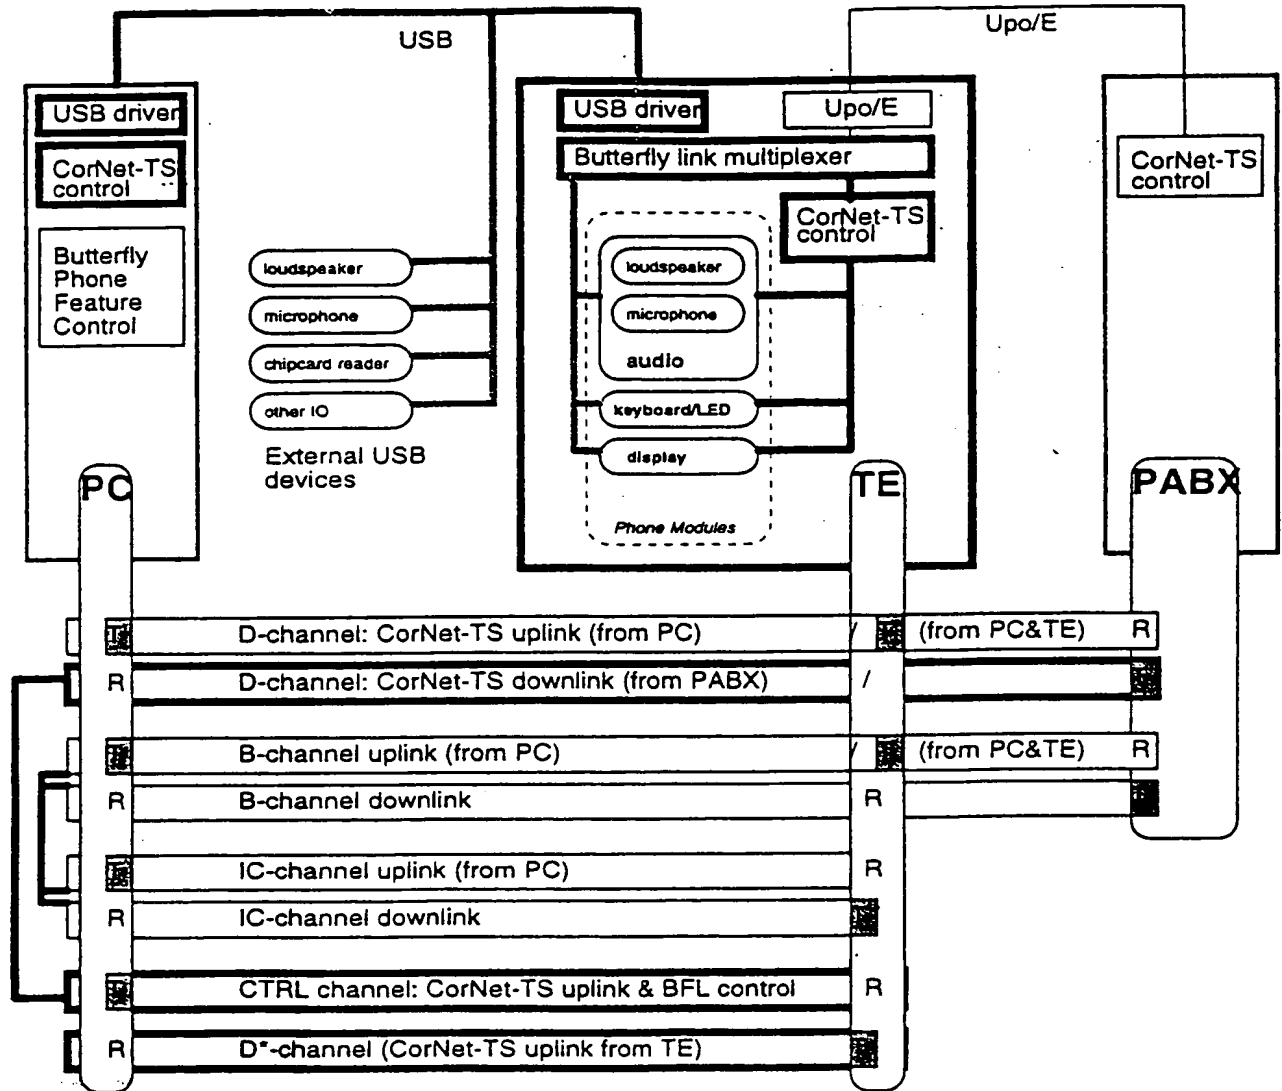 USB
Upo/E
USB driver
CorNet-TS
control
Butterfly
Phone
Feature
Control
loudspeaker
microphone
chipcard reader
other IO
External USB
devices
USB driver
Upo/E
Butterfly link multiplexer
CorNet-TS
control
loudspeaker
microphone
audio
keyboard/LED
display
Phone Modules
CorNet-TS
control
PC
TE
PABX
D-channel: CorNet-TS uplink (from PC) / (from PC&TE) R
R D-channel: CorNet-TS downlink (from PABX) /
B-channel uplink (from PC) / (from PC&TE) R
R B-channel downlink R
IC-channel uplink (from PC) R
R IC-channel downlink
CTRL channel: CorNet-TS uplink & BFL control R
R D*-channel (CorNet-TS uplink from TE)